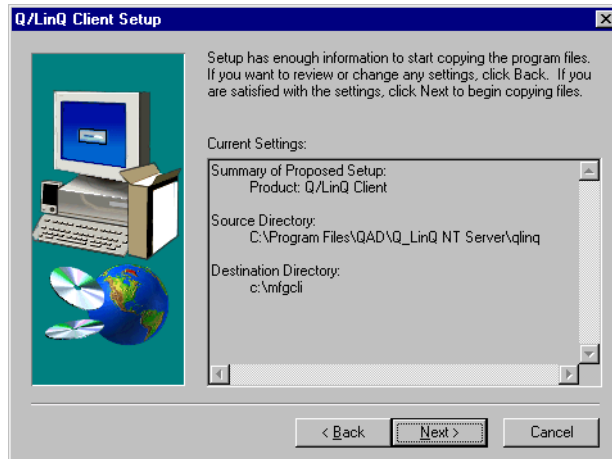 Q/LinQ Client Setup
Setup has enough information to start copying the program files.
If you want to review or change any settings, click Back. If you
are satisfied with the settings, click Next to begin copying files.
Current Settings:
Summary of Proposed Setup:
Product: Q/LinQ Client
Source Directory:
C:\Program Files\QAD\Q_LinQ NT Server\qlinq
Destination Directory:
c:\mfgcli
< Back
Next >
Cancel